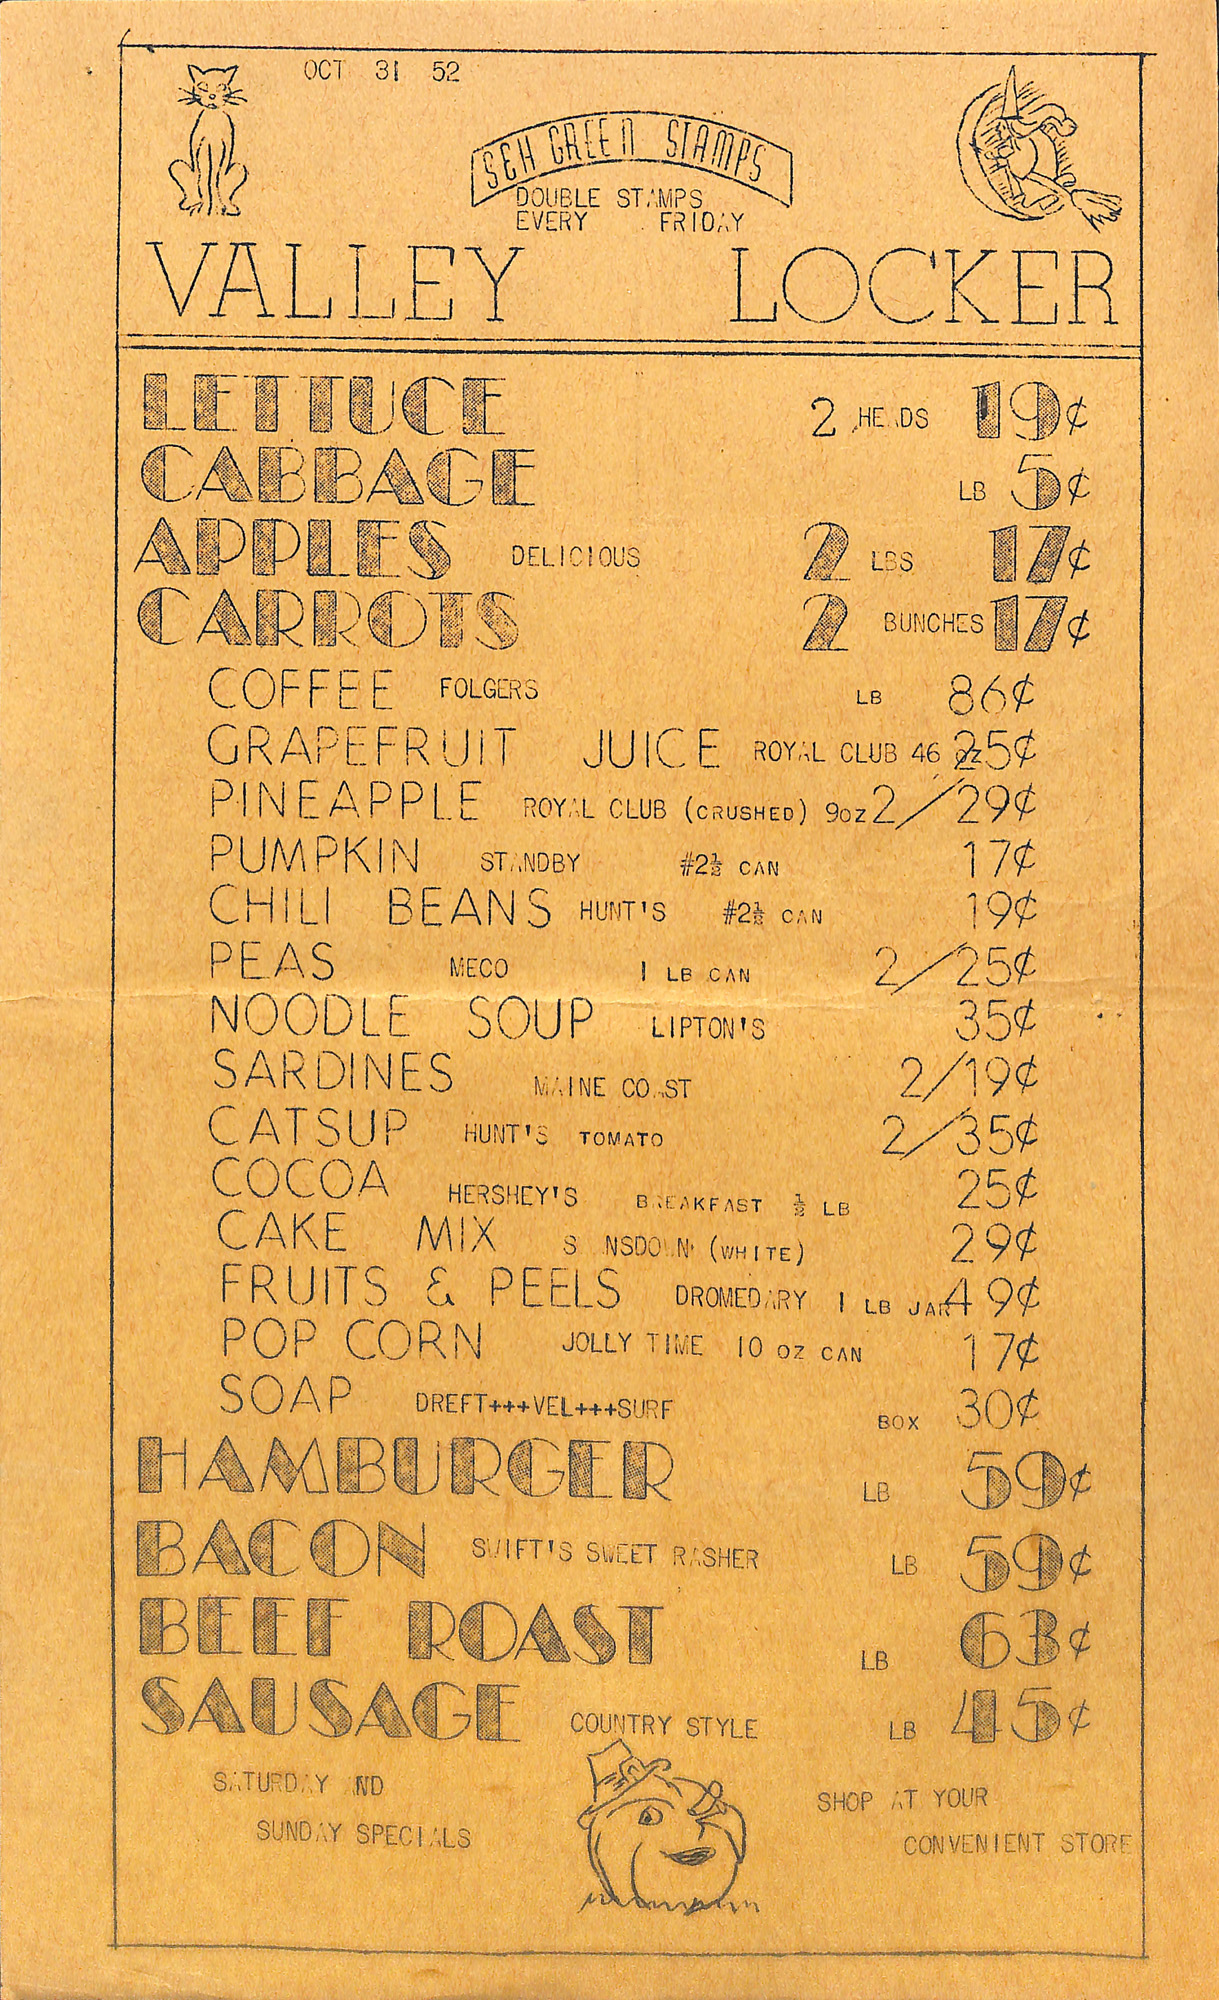 OCT 31 52
S&H GREEN STAMPS
DOUBLE STAMPS
EVERY FRIDAY
VALLEY LOCKER
LETTUCE 2 HEADS 19¢
CABBAGE LB 5¢
APPLES DELICIOUS 2 LBS 17¢
CARROTS 2 BUNCHES 17¢
COFFEE FOLGERS LB 86¢
GRAPEFRUIT JUICE ROYAL CLUB 46 OZ 25¢
PINEAPPLE ROYAL CLUB (CRUSHED) 9OZ 2/29¢
PUMPKIN STANDBY #2½ CAN 17¢
CHILI BEANS HUNT'S #2½ CAN 19¢
PEAS MECO 1 LB CAN 2/25¢
NOODLE SOUP LIPTON'S 35¢
SARDINES MAINE COAST 2/19¢
CATSUP HUNT'S TOMATO 2/35¢
COCOA HERSHEY'S BREAKFAST ½ LB 25¢
CAKE MIX SWNSDOWN (WHITE) 29¢
FRUITS & PEELS DROMEDARY 1 LB JAR 49¢
POP CORN JOLLY TIME 10 OZ CAN 17¢
SOAP DREFT+++VEL+++SURF BOX 30¢
HAMBURGER LB 59¢
BACON SWIFT'S SWEET RASHER LB 59¢
BEEF ROAST LB 63¢
SAUSAGE COUNTRY STYLE LB 45¢
SATURDAY AND
SUNDAY SPECIALS
SHOP AT YOUR
CONVENIENT STORE